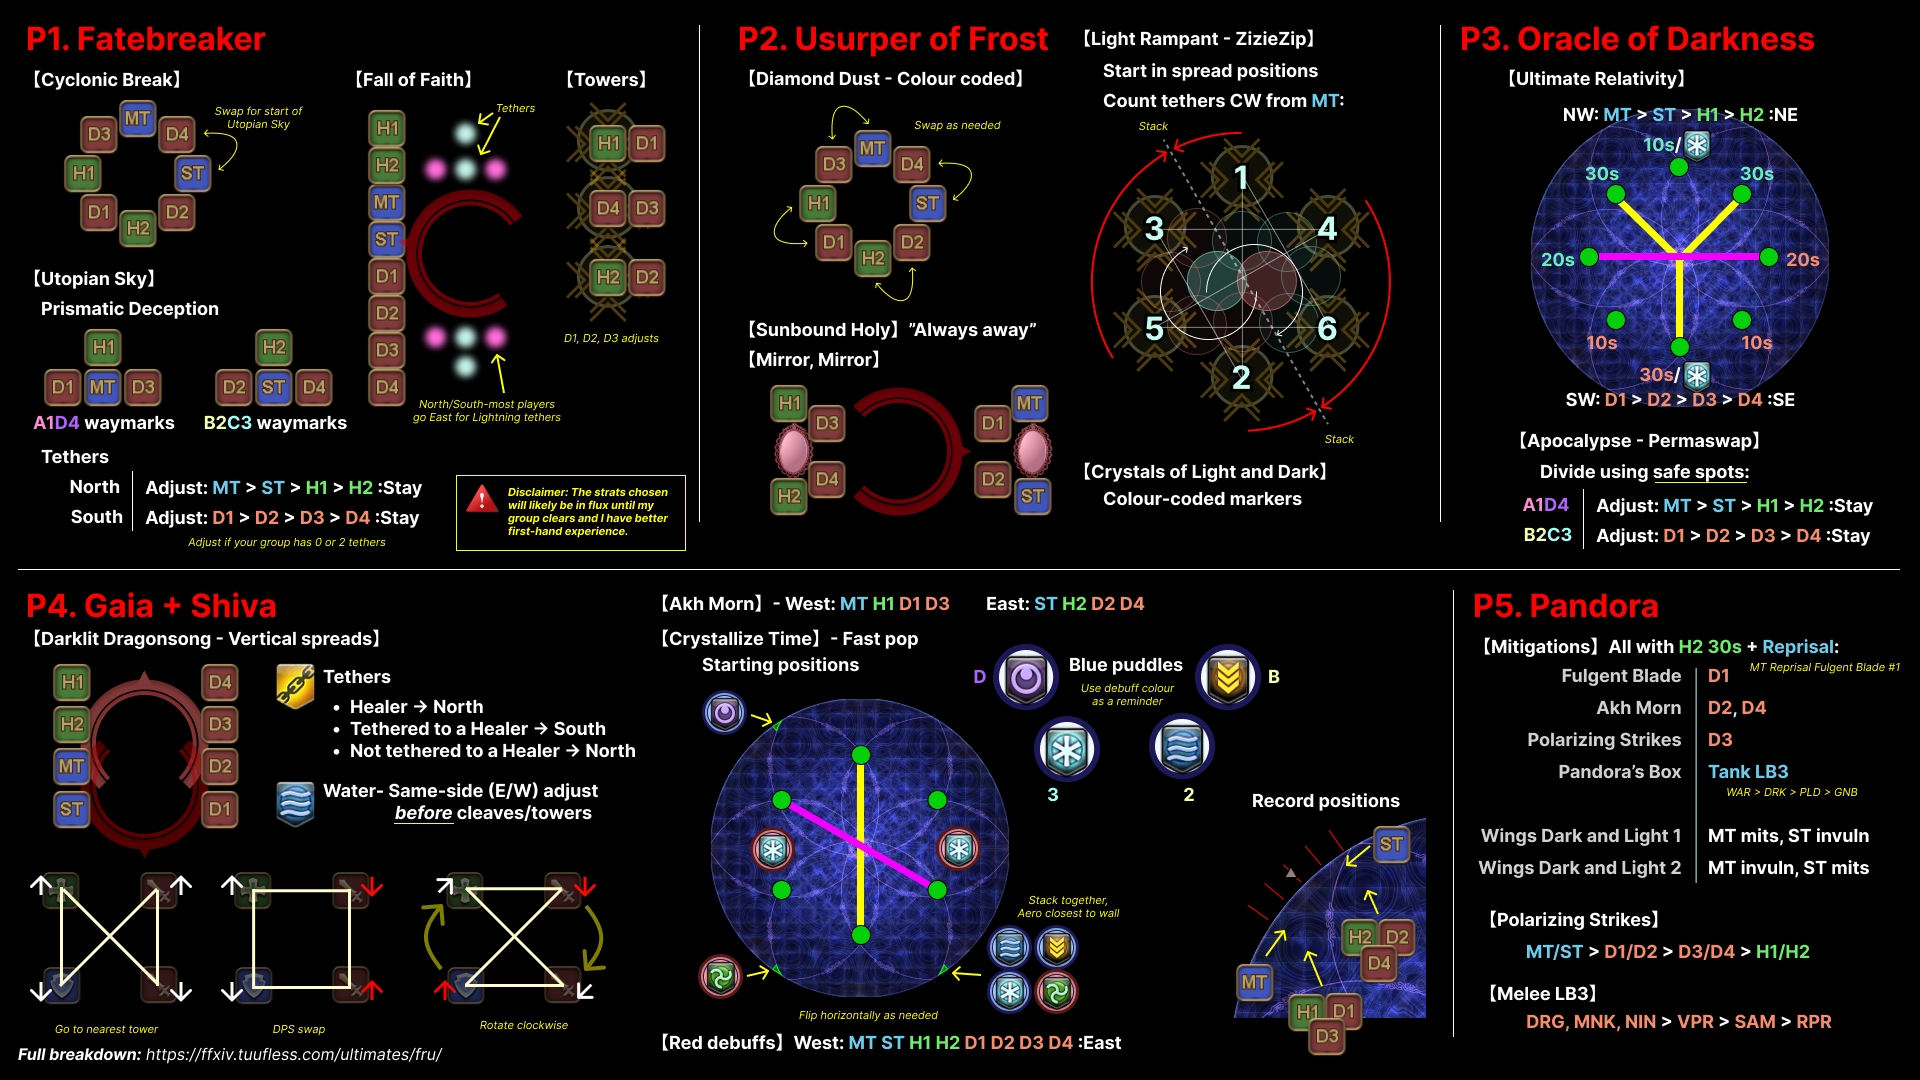 P1. Fatebreaker
【Cyclonic Break】
MT
D3
D4
H1
ST
D1
D2
H2
Swap for start of
Utopian Sky
【Fall of Faith】
H1
H2
MT
ST
D1
D2
D3
D4
Tethers
North/South-most players
go East for Lightning tethers
【Towers】
H1 D1
D4 D3
H2 D2
D1, D2, D3 adjusts
【Utopian Sky】
Prismatic Deception
H1
D1 MT D3
A1D4 waymarks
H2
D2 ST D4
B2C3 waymarks
Tethers
North Adjust: MT > ST > H1 > H2 :Stay
South Adjust: D1 > D2 > D3 > D4 :Stay
Adjust if your group has 0 or 2 tethers
Disclaimer: The strats chosen
will likely be in flux until my
group clears and I have better
first-hand experience.
P2. Usurper of Frost
【Diamond Dust - Colour coded】
Swap as needed
MT
D3
D4
H1
ST
D1
D2
H2
【Sunbound Holy】"Always away"
【Mirror, Mirror】
H1
D3
D4
H2
MT
D1
D2
ST
【Light Rampant - ZizieZip】
Start in spread positions
Count tethers CW from MT:
Stack
1
3
4
5
6
2
Stack
【Crystals of Light and Dark】
Colour-coded markers
P3. Oracle of Darkness
【Ultimate Relativity】
NW: MT > ST > H1 > H2 :NE
10s/
30s
30s
20s
20s
10s
10s
30s/
SW: D1 > D2 > D3 > D4 :SE
【Apocalypse - Permaswap】
Divide using safe spots:
A1D4 Adjust: MT > ST > H1 > H2 :Stay
B2C3 Adjust: D1 > D2 > D3 > D4 :Stay
P4. Gaia + Shiva
【Darklit Dragonsong - Vertical spreads】
H1
H2
MT
ST
D4
D3
D2
D1
Tethers
• Healer → North
• Tethered to a Healer → South
• Not tethered to a Healer → North
Water- Same-side (E/W) adjust
before cleaves/towers
Go to nearest tower
DPS swap
Rotate clockwise
Full breakdown: https://ffxiv.tuufless.com/ultimates/fru/
【Akh Morn】- West: MT H1 D1 D3 East: ST H2 D2 D4
【Crystallize Time】- Fast pop
Starting positions
D
Blue puddles
B
Use debuff colour
as a reminder
3
2
Stack together,
Aero closest to wall
Flip horizontally as needed
【Red debuffs】West: MT ST H1 H2 D1 D2 D3 D4 :East
Record positions
ST
H2 D2
D4
MT
H1 D1
D3
P5. Pandora
【Mitigations】All with H2 30s + Reprisal:
MT Reprisal Fulgent Blade #1
Fulgent Blade D1
Akh Morn D2, D4
Polarizing Strikes D3
Pandora's Box Tank LB3
WAR > DRK > PLD > GNB
Wings Dark and Light 1 MT mits, ST invuln
Wings Dark and Light 2 MT invuln, ST mits
【Polarizing Strikes】
MT/ST > D1/D2 > D3/D4 > H1/H2
【Melee LB3】
DRG, MNK, NIN > VPR > SAM > RPR